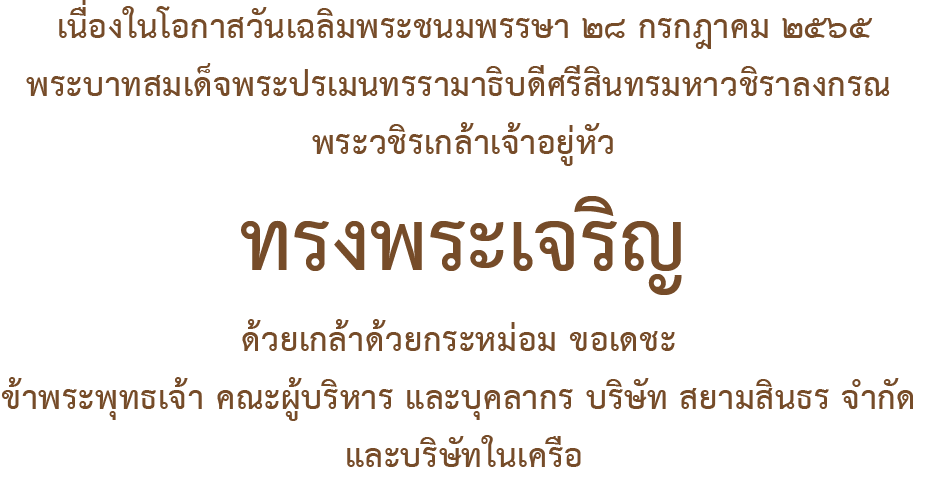 เนื่องในโอกาสวันเฉลิมพระชนมพรรษา ๒๘ กรกฎาคม ๒๕๖๕
พระบาทสมเด็จพระปรเมนทรรามาธิบดีศรีสินทรมหาวชิราลงกรณ
พระวชิรเกล้าเจ้าอยู่หัว
ทรงพระเจริญ
ด้วยเกล้าด้วยกระหม่อม ขอเดชะ
ข้าพระพุทธเจ้า คณะผู้บริหาร และบุคลากร บริษัท สยามสินธร จำกัด
และบริษัทในเครือ